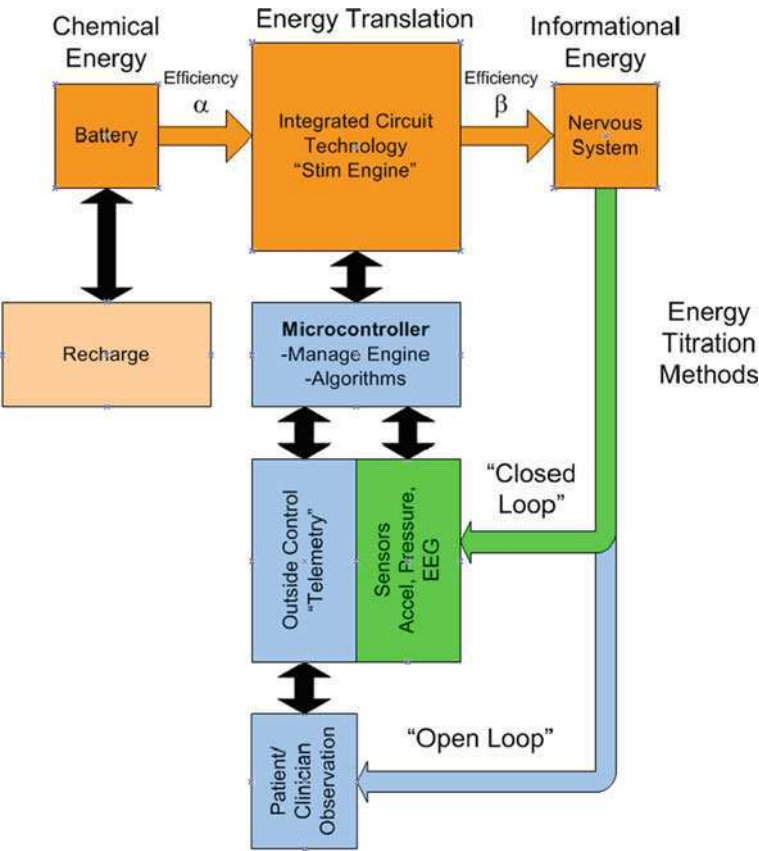 Chemical
Energy
Energy Translation
Informational
Energy
Efficiency
α
Efficiency
β
Battery
Integrated Circuit
Technology
“Stim Engine”
Nervous
System
Recharge
Microcontroller
-Manage Engine
-Algorithms
Energy
Titration
Methods
Outside Control
“Telemetry”
Sensors
Accel, Pressure,
EEG
“Closed
Loop”
Patient/
Clinician
Observation
“Open Loop”